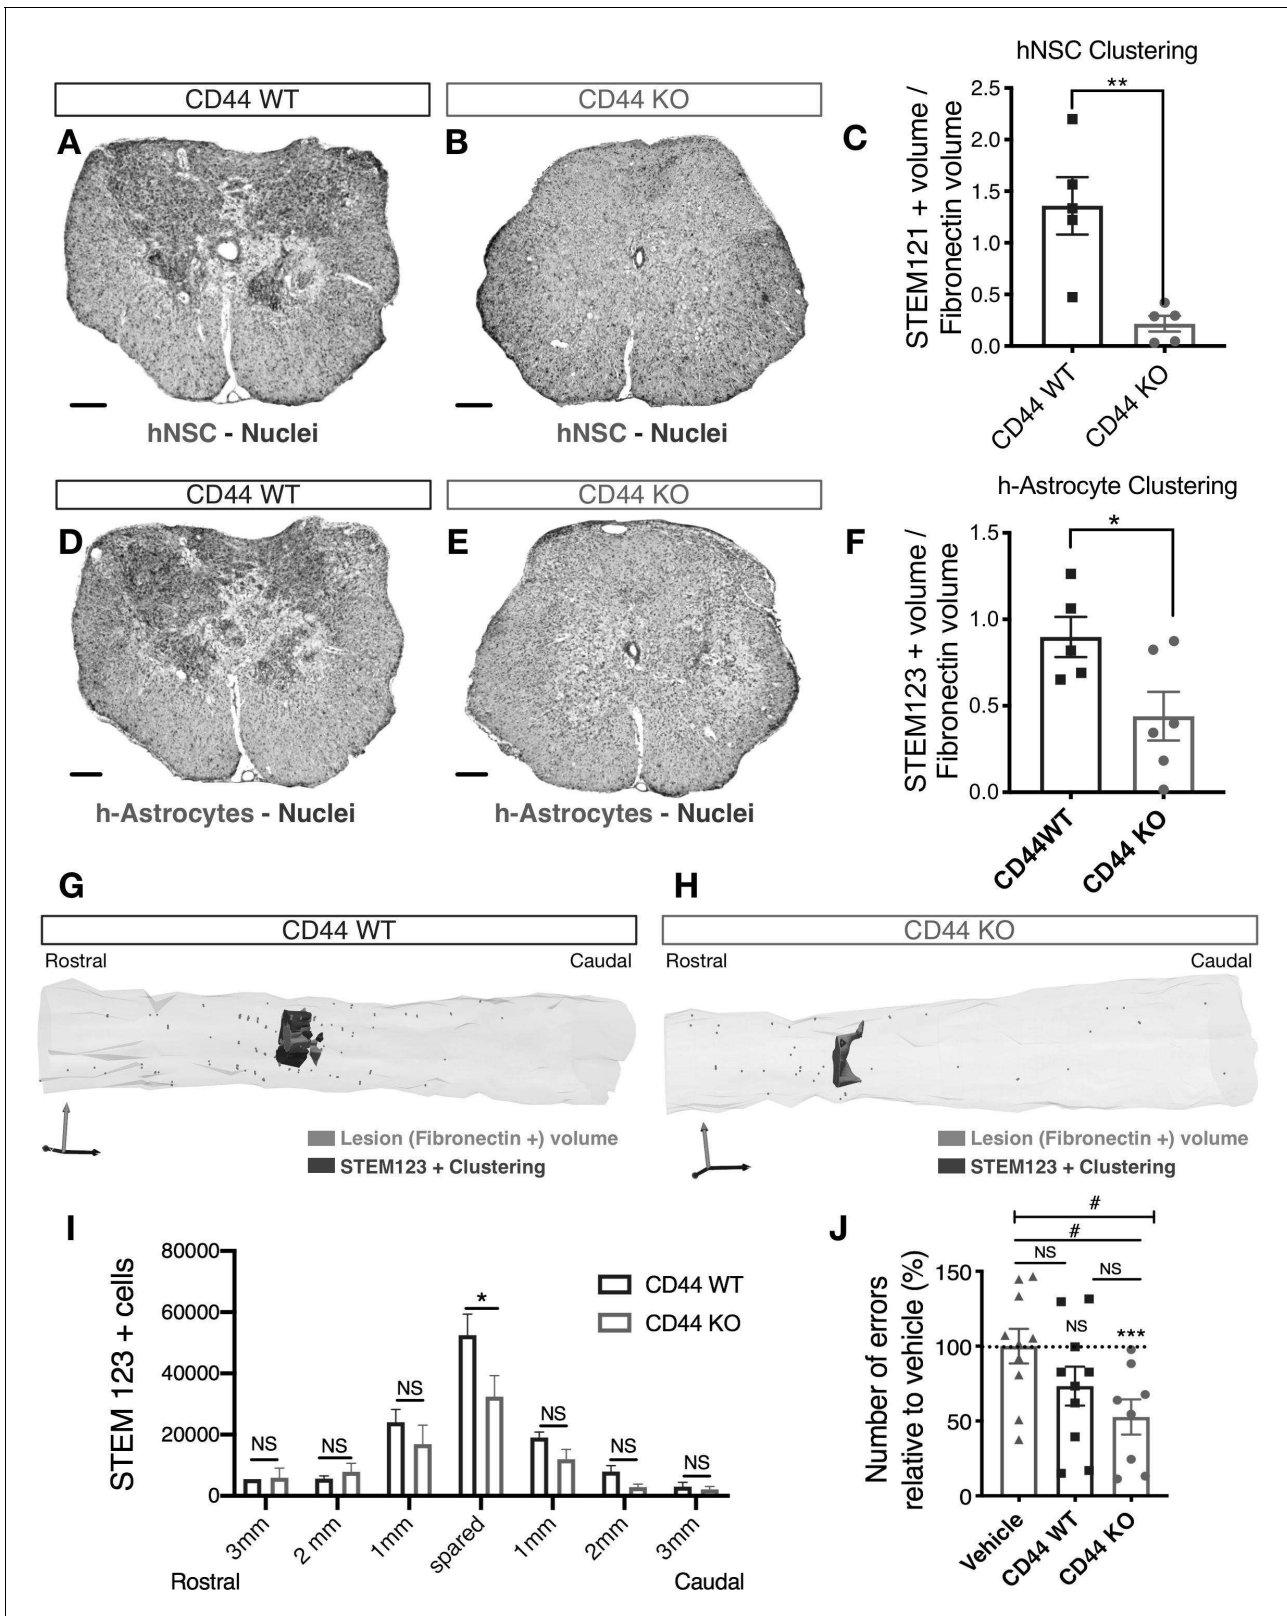 CD44 WT
CD44 KO
A
B
hNSC - Nuclei
hNSC - Nuclei
C
hNSC Clustering
STEM121 + volume /
Fibronectin volume
2.5
2.0
1.5
1.0
0.5
0.0
**
CD44 WT
CD44 KO
CD44 WT
CD44 KO
D
E
h-Astrocytes - Nuclei
h-Astrocytes - Nuclei
F
h-Astrocyte Clustering
STEM123 + volume /
Fibronectin volume
1.5
1.0
0.5
0.0
*
CD44WT
CD44 KO
G
CD44 WT
Rostral Caudal
Lesion (Fibronectin +) volume
STEM123 + Clustering
H
CD44 KO
Rostral Caudal
Lesion (Fibronectin +) volume
STEM123 + Clustering
I
STEM 123 + cells
80000
60000
40000
20000
0
CD44 WT
CD44 KO
NS
NS
NS
*
NS
NS
NS
3mm
2 mm
1mm
spared
1mm
2mm
3mm
Rostral Caudal
J
Number of errors
relative to vehicle (%)
150
100
50
0
#
#
NS
NS
NS
***
Vehicle
CD44 WT
CD44 KO